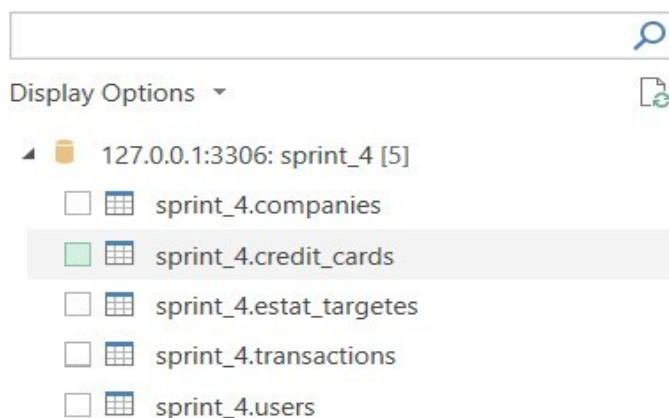 Display Options
127.0.0.1:3306: sprint_4 [5]
sprint_4.companies
sprint_4.credit_cards
sprint_4.estat_targetes
sprint_4.transactions
sprint_4.users